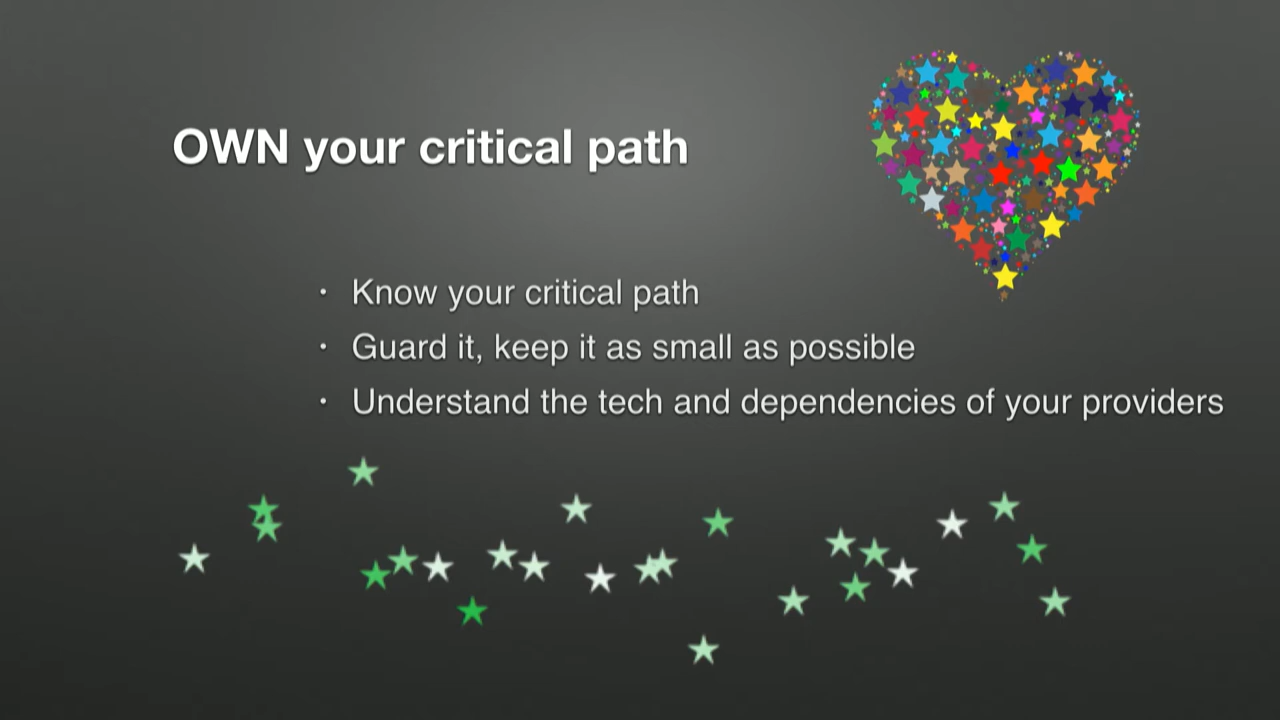 OWN your critical path
• Know your critical path
• Guard it, keep it as small as possible
• Understand the tech and dependencies of your providers